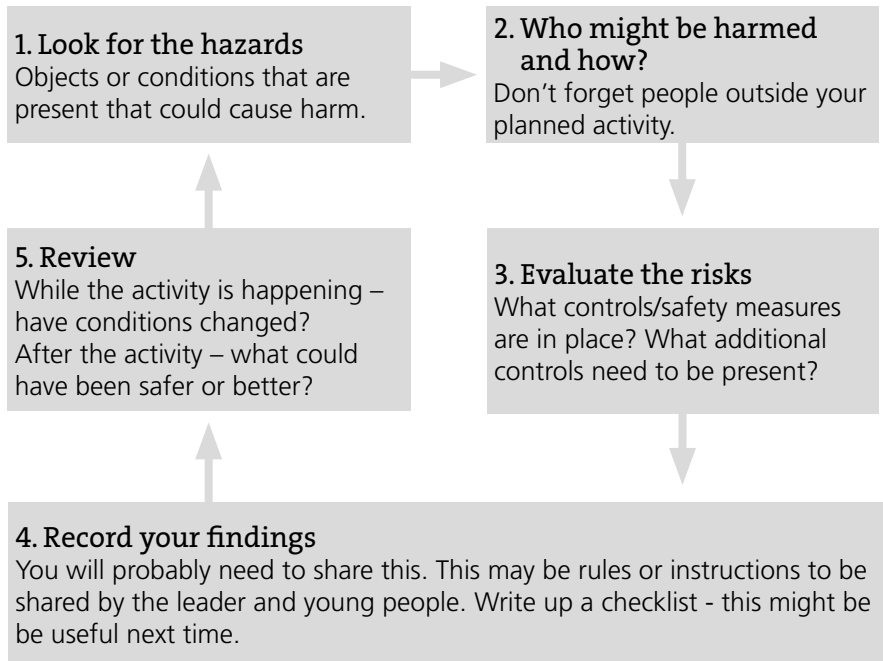 1. Look for the hazards
Objects or conditions that are
present that could cause harm.
2. Who might be harmed
and how?
Don’t forget people outside your
planned activity.
3. Evaluate the risks
What controls/safety measures
are in place? What additional
controls need to be present?
4. Record your findings
You will probably need to share this. This may be rules or instructions to be
shared by the leader and young people. Write up a checklist - this might be
be useful next time.
5. Review
While the activity is happening –
have conditions changed?
After the activity – what could
have been safer or better?